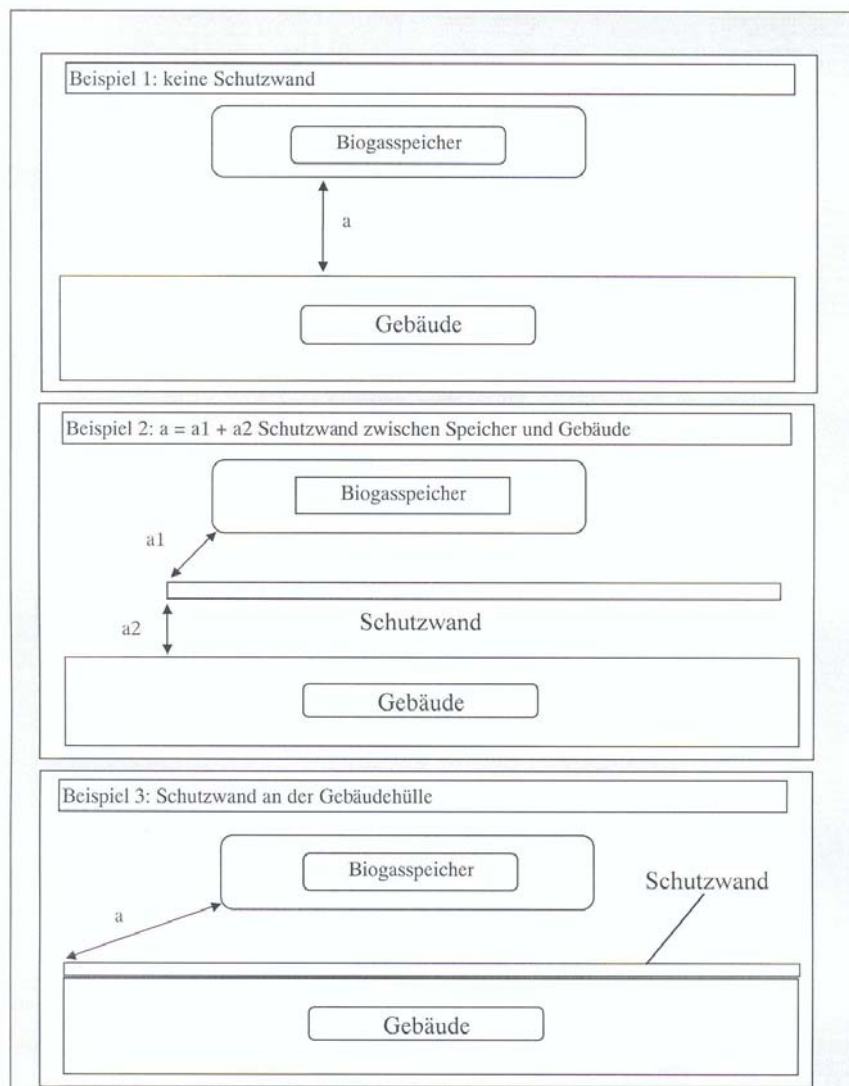 Beispiel 1: keine Schutzwand
Biogasspeicher
a
Gebäude
Beispiel 2: a = a1 + a2 Schutzwand zwischen Speicher und Gebäude
Biogasspeicher
a1
a2
Schutzwand
Gebäude
Beispiel 3: Schutzwand an der Gebäudehülle
Biogasspeicher
Schutzwand
a
Gebäude